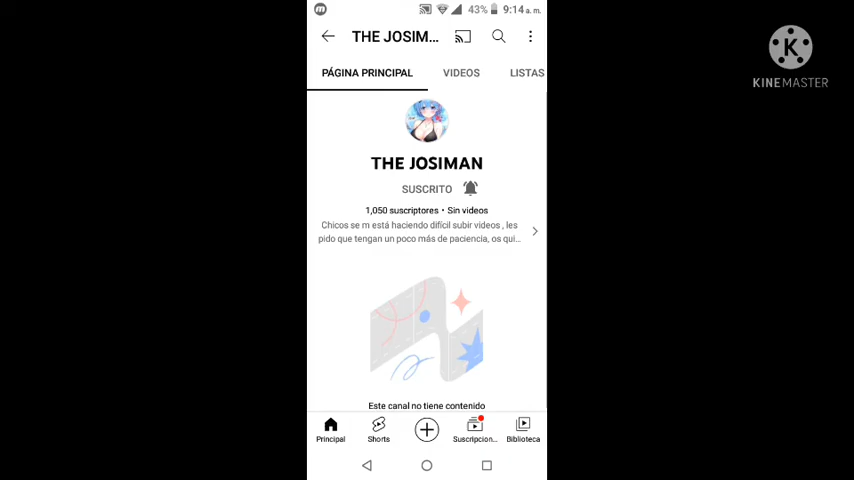 43% 9:14 a. m.
THE JOSIM...
PÁGINA PRINCIPAL VIDEOS LISTAS
K
KINEMASTER
THE JOSIMAN
SUSCRITO
1,050 suscriptores • Sin videos
Chicos se m está haciendo difícil subir videos , les
pido que tengan un poco más de paciencia, os qui...
Este canal no tiene contenido
Principal Shorts Suscripcion... Biblioteca